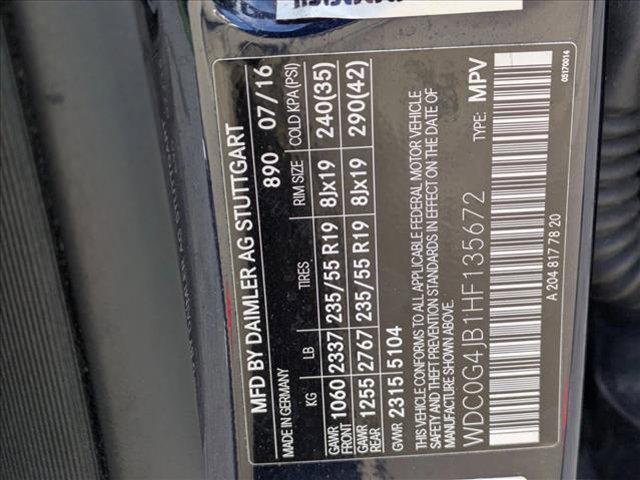 MFD BY DAIMLER AG STUTTGART
MADE IN GERMANY 890 07/16
KG LB TIRES RIM SIZE COLD KPA (PSI)
GAWR FRONT 1060 2337 235/55 R19 8Jx19 240(35)
GAWR REAR 1255 2767 235/55 R19 8Jx19 290(42)
GVWR 2315 5104
THIS VEHICLE CONFORMS TO ALL APPLICABLE FEDERAL MOTOR VEHICLE
SAFETY AND THEFT PREVENTION STANDARDS IN EFFECT ON THE DATE OF
MANUFACTURE SHOWN ABOVE.
WDC0G4JB1HF135672 TYPE: MPV
A 204 817 78 20 05170014